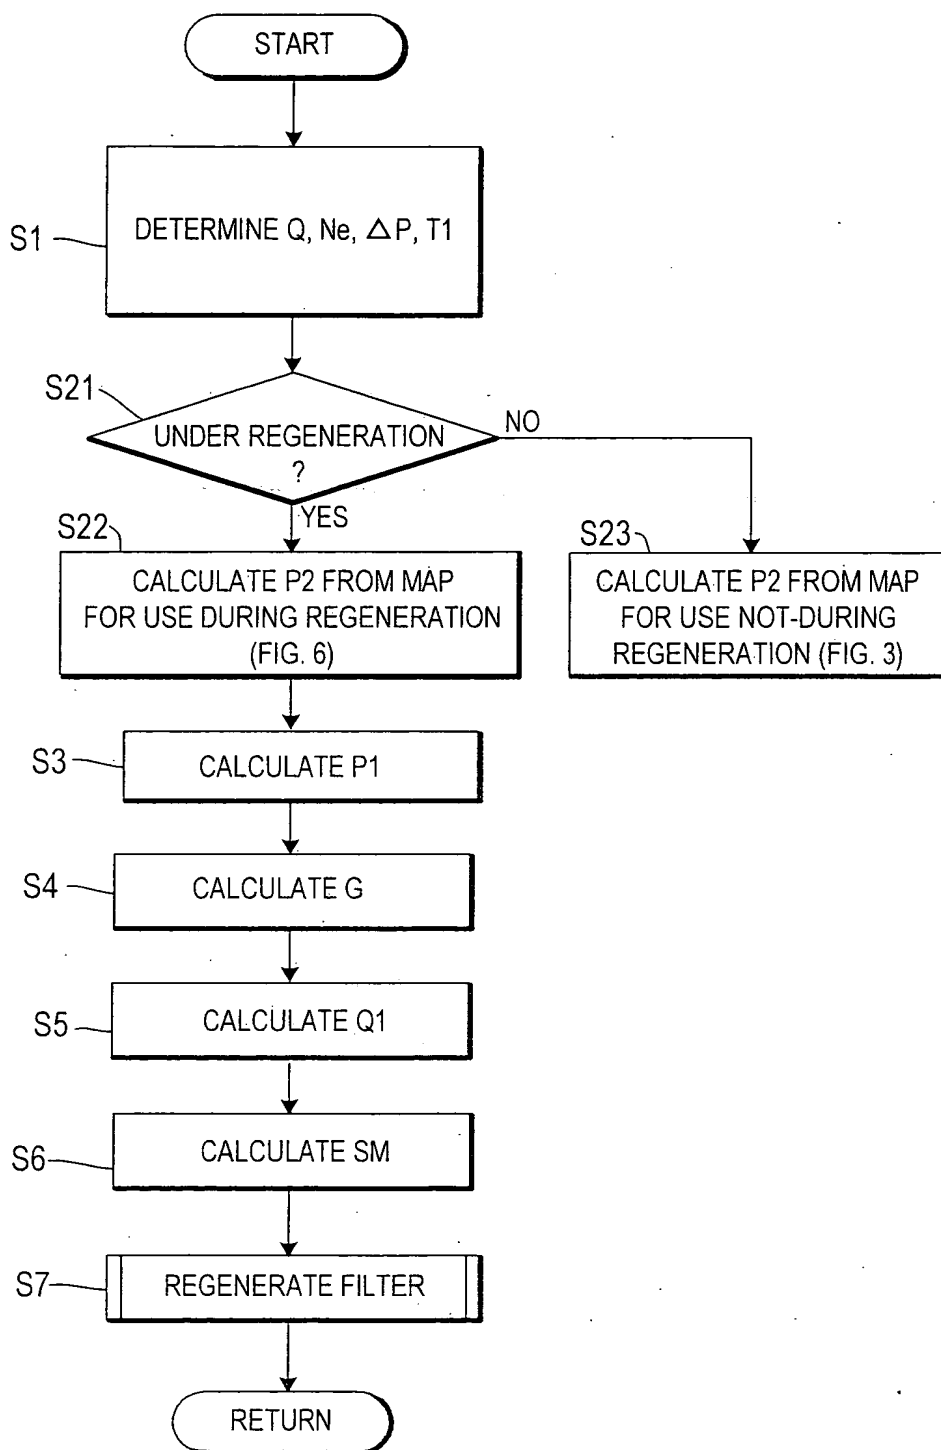 START
S1
DETERMINE Q, Ne, △P, T1
S21
UNDER REGENERATION
?
NO
YES
S22
CALCULATE P2 FROM MAP
FOR USE DURING REGENERATION
(FIG. 6)
S23
CALCULATE P2 FROM MAP
FOR USE NOT-DURING
REGENERATION (FIG. 3)
S3
CALCULATE P1
S4
CALCULATE G
S5
CALCULATE Q1
S6
CALCULATE SM
S7
REGENERATE FILTER
RETURN